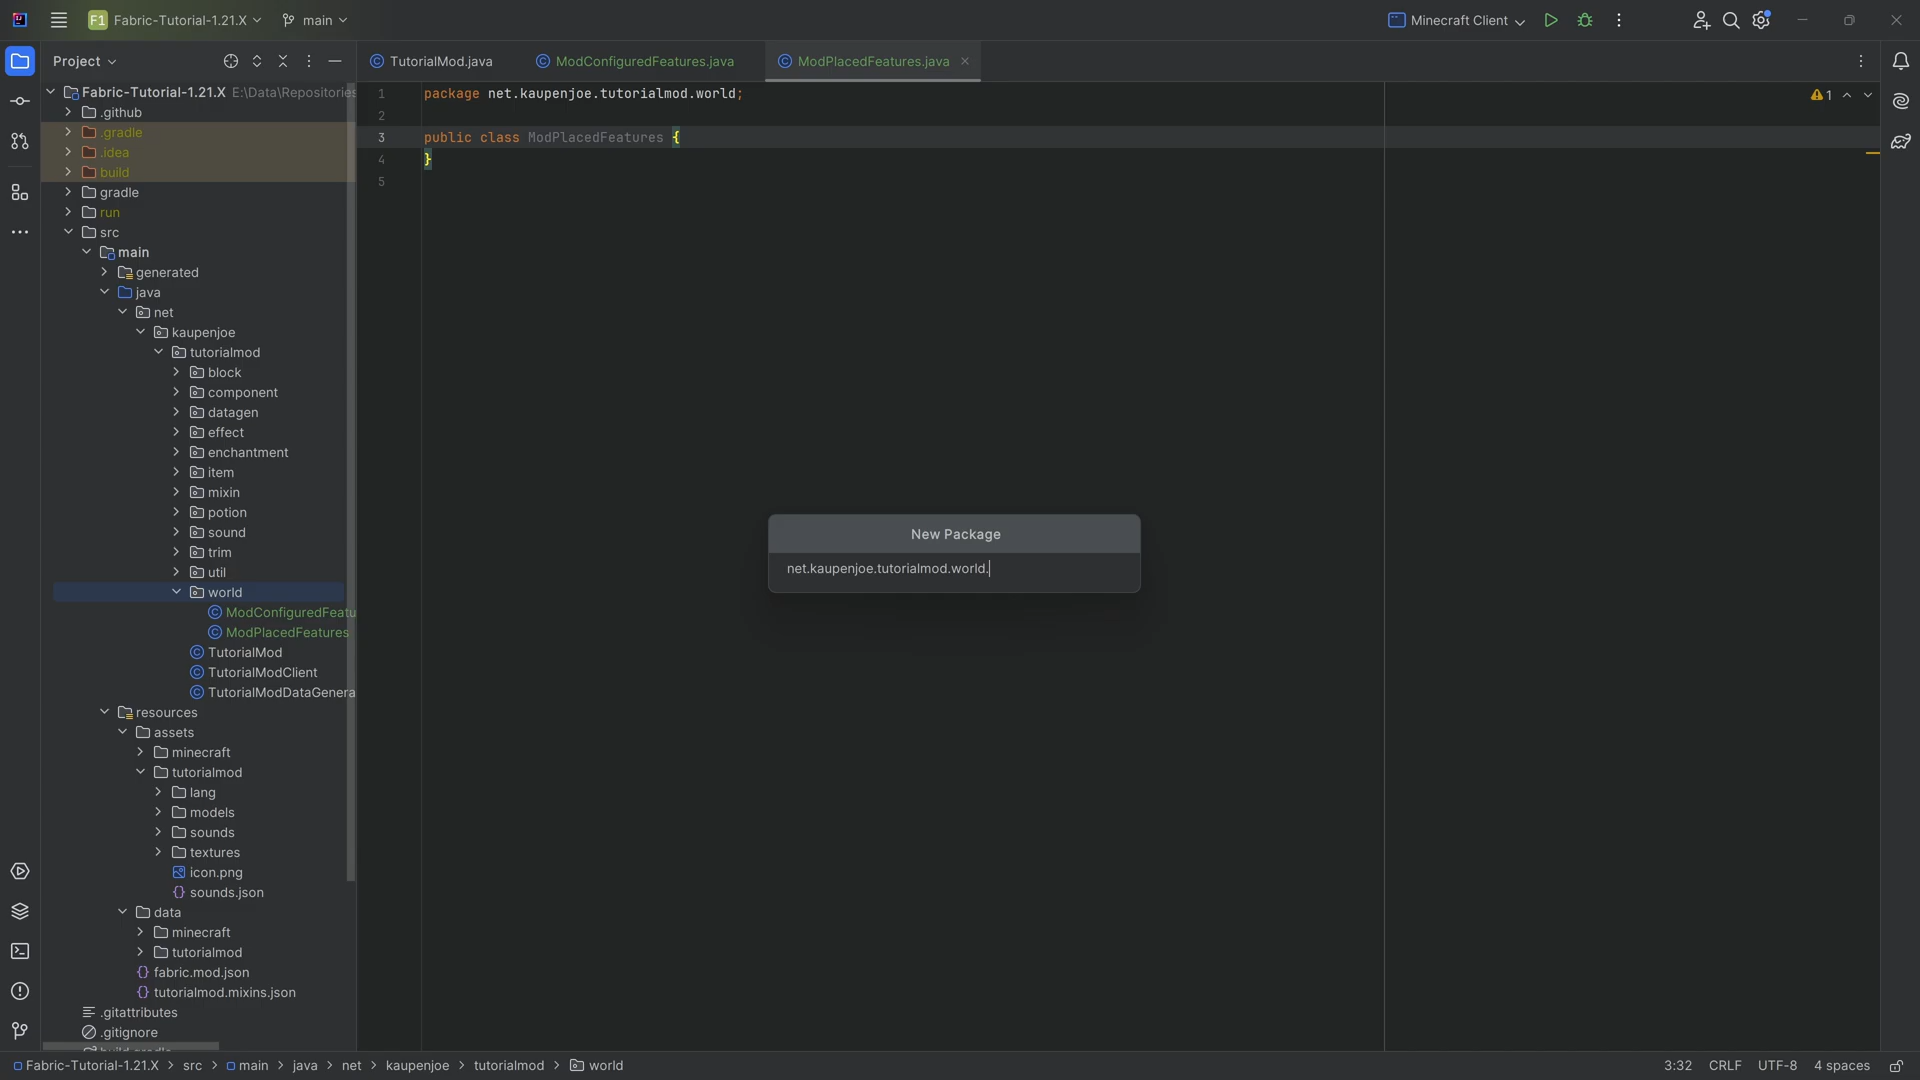 F1 Fabric-Tutorial-1.21.X main Minecraft Client
Project
TutorialMod.java ModConfiguredFeatures.java ModPlacedFeatures.java
Fabric-Tutorial-1.21.X E:\Data\Repositories
.github
.gradle
.idea
build
gradle
run
src
main
generated
java
net
kaupenjoe
tutorialmod
block
component
datagen
effect
enchantment
item
mixin
potion
sound
trim
util
world
ModConfiguredFeatu
ModPlacedFeatures
TutorialMod
TutorialModClient
TutorialModDataGenera
resources
assets
minecraft
tutorialmod
lang
models
sounds
textures
icon.png
sounds.json
data
minecraft
tutorialmod
fabric.mod.json
tutorialmod.mixins.json
.gitattributes
.gitignore
1 package net.kaupenjoe.tutorialmod.world;
2
3 public class ModPlacedFeatures {
4 }
5
1
New Package
net.kaupenjoe.tutorialmod.world.
Fabric-Tutorial-1.21.X > src > main > java > net > kaupenjoe > tutorialmod > world
3:32 CRLF UTF-8 4 spaces